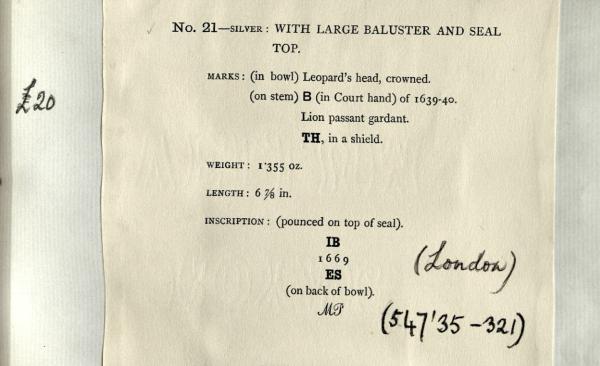 No. 21—SILVER: WITH LARGE BALUSTER AND SEAL
TOP.
MARKS: (in bowl) Leopard's head, crowned.
(on stem) B (in Court hand) of 1639-40.
£20
Lion passant gardant.
TH, in a shield.
WEIGHT: 1·355 oz.
LENGTH: 6 ⅞ in.
INSCRIPTION: (pounced on top of seal).
IB
1669
ES
(London)
(on back of bowl).
MP
(547'35-321)